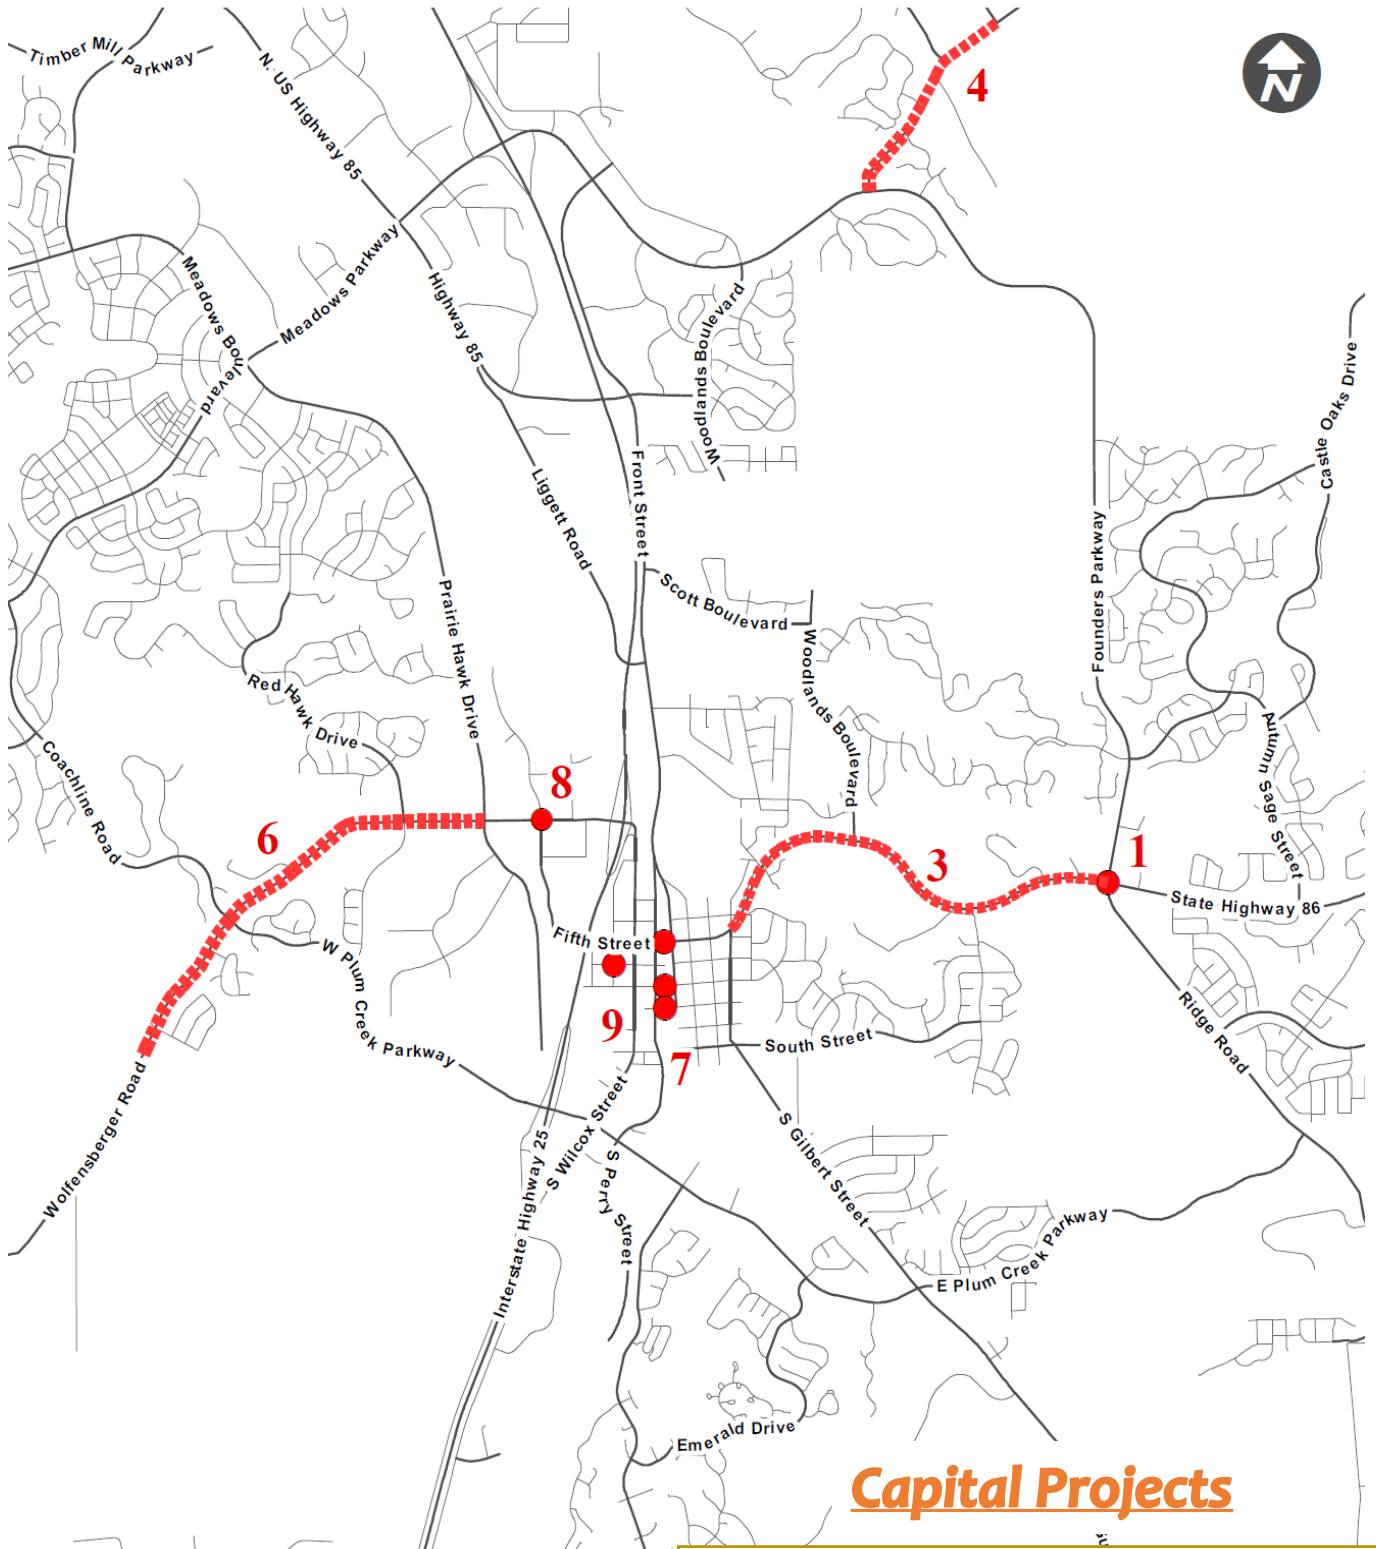 Timber Mill Parkway
N. US Highway 85
4
N
Meadows Parkway
Meadows Boulevard
Highway 85
Woodlands Boulevard
Castle Oaks Drive
Front Street
Liggett Road
Founders Parkway
Scott Boulevard
Prairie Hawk Drive
Woodlands Boulevard
Red Hawk Drive
Autumn Sage Street
Coachline Road
8
6
3
1
State Highway 86
Fifth Street
W Plum Creek Parkway
9
7
South Street
Ridge Road
Wolfensberger Road
S Wilcox Street
S Gilbert Street
Interstate Highway 25
S Perry Street
E Plum Creek Parkway
Emerald Drive
Capital Projects